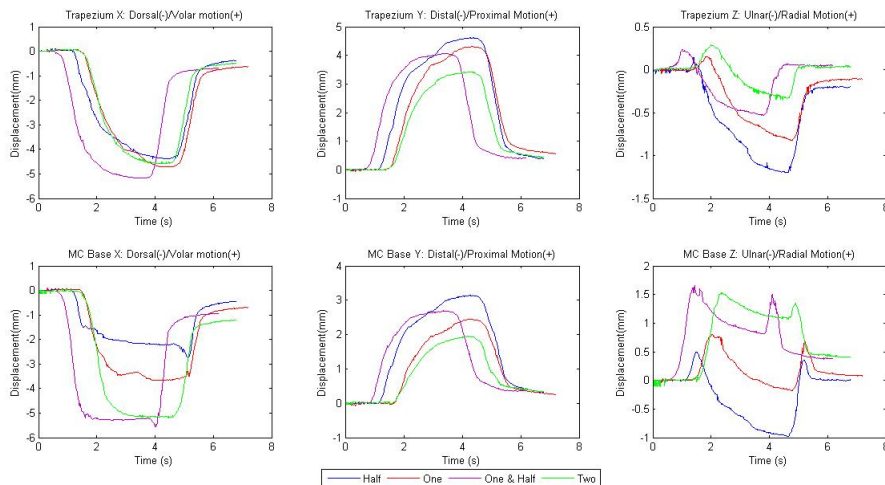 Trapezium X: Dorsal(-)/Volar motion(+)
Trapezium Y: Distal(-)/Proximal Motion(+)
Trapezium Z: Ulnar(-)/Radial Motion(+)
Displacement(mm)
1
0
-1
-2
-3
-4
-5
-6
0 2 4 6 8
Time (s)
Displacement(mm)
5
4
3
2
1
0
-1
0 2 4 6 8
Time (s)
Displacement(mm)
0.5
0
-0.5
-1
-1.5
0 2 4 6 8
Time (s)
MC Base X: Dorsal(-)/Volar motion(+)
MC Base Y: Distal(-)/Proximal Motion(+)
MC Base Z: Ulnar(-)/Radial Motion(+)
Displacement(mm)
1
0
-1
-2
-3
-4
-5
-6
0 2 4 6 8
Time (s)
Displacement(mm)
4
3
2
1
0
-1
0 2 4 6 8
Time (s)
Displacement(mm)
2
1.5
1
0.5
0
-0.5
-1
0 2 4 6 8
Time (s)
Half One One & Half Two